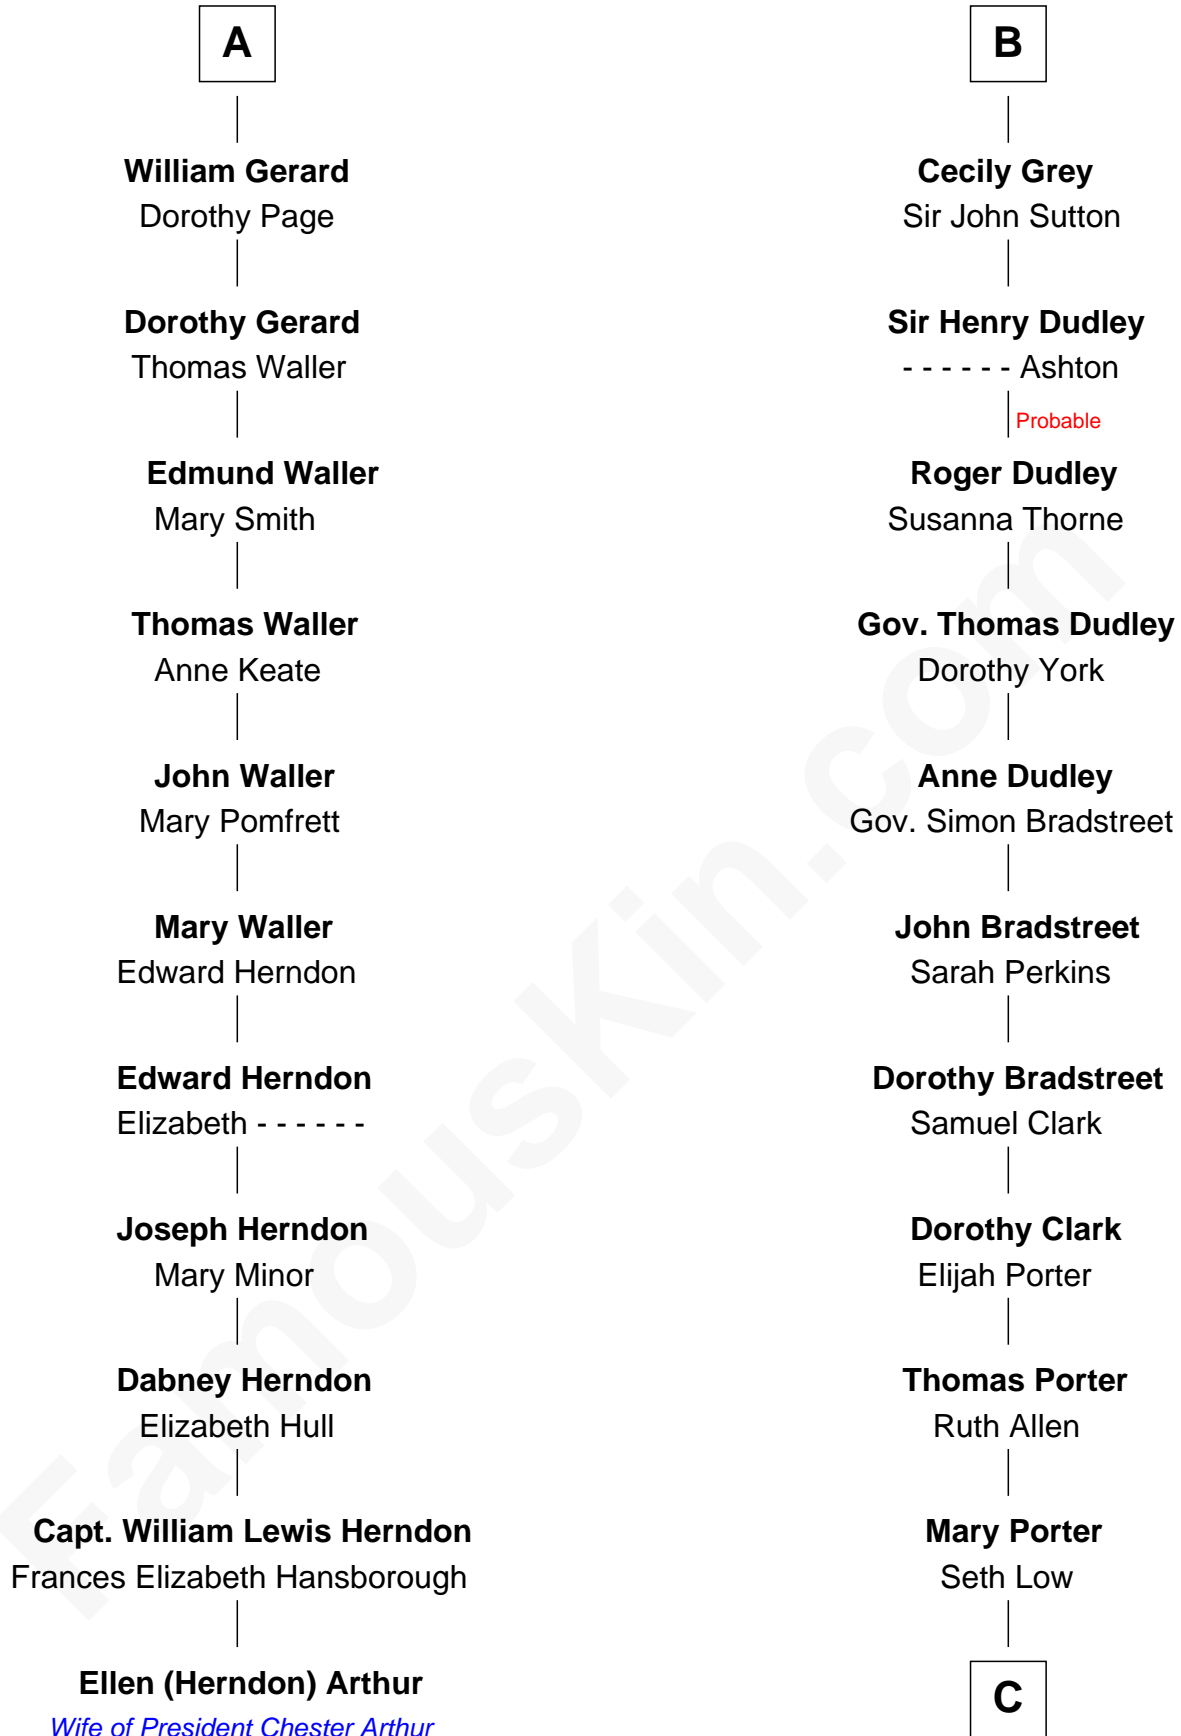 A
William Gerard
Dorothy Page
Dorothy Gerard
Thomas Waller
Edmund Waller
Mary Smith
Thomas Waller
Anne Keate
John Waller
Mary Pomfrett
Mary Waller
Edward Herndon
Edward Herndon
Elizabeth - - - - - -
Joseph Herndon
Mary Minor
Dabney Herndon
Elizabeth Hull
Capt. William Lewis Herndon
Frances Elizabeth Hansborough
Ellen (Herndon) Arthur
Wife of President Chester Arthur
B
Cecily Grey
Sir John Sutton
Sir Henry Dudley
- - - - - - Ashton
Probable
Roger Dudley
Susanna Thorne
Gov. Thomas Dudley
Dorothy York
Anne Dudley
Gov. Simon Bradstreet
John Bradstreet
Sarah Perkins
Dorothy Bradstreet
Samuel Clark
Dorothy Clark
Elijah Porter
Thomas Porter
Ruth Allen
Mary Porter
Seth Low
C
FamousKin.com